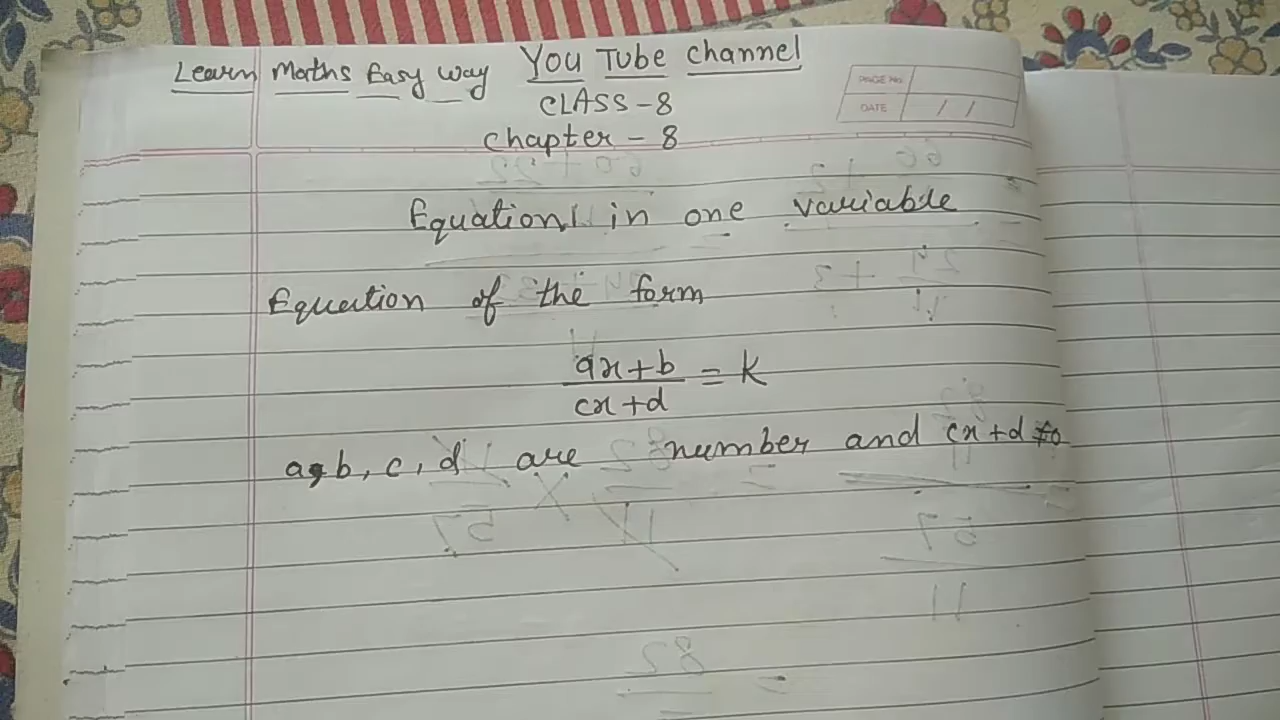 Learn Maths Easy way You Tube channel
CLASS-8
chapter - 8
PAGE No.
DATE / /
Equation in one variable
Equation of the form
ax+b
cx+d
= K
a, b, c, d are number and cx+d ≠0